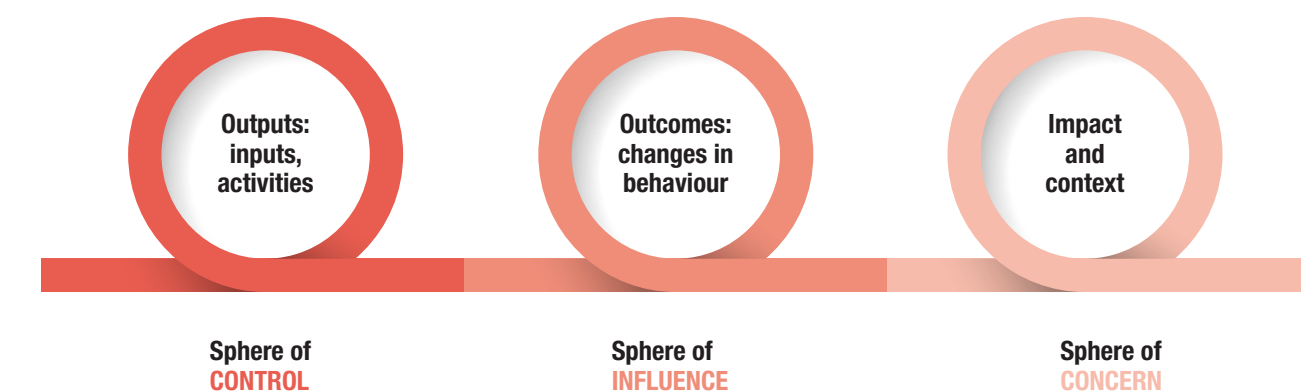 Outputs:
inputs,
activities
Outcomes:
changes in
behaviour
Impact
and
context
Sphere of
CONTROL
Sphere of
INFLUENCE
Sphere of
CONCERN